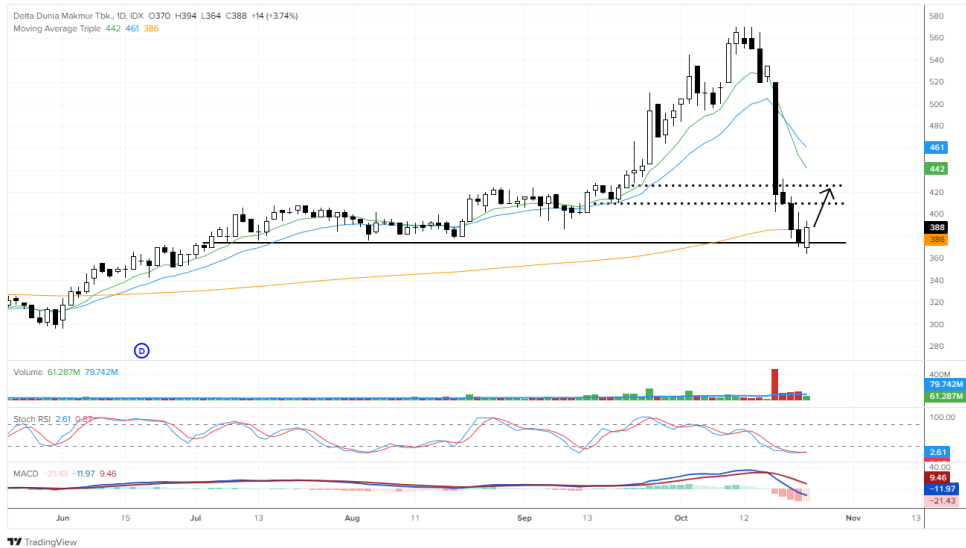 Delta Dunia Makmur Tbk., 1D, IDX O370 H394 L364 C388 +14 (+3.74%)
Moving Average Triple 442 461 386
580
560
540
520
500
480
461
442
420
400
388
386
360
340
320
300
280
D
Volume 61.287M 79.742M
400M
79.742M
61.287M
Stoch RSI 2.61 0.87
100.00
2.61
MACD -21.43 -11.97 9.46
40.00
9.46
-11.97
-21.43
Jun 15 Jul 13 Aug 11 Sep 13 Oct 12 Nov 13
TradingView